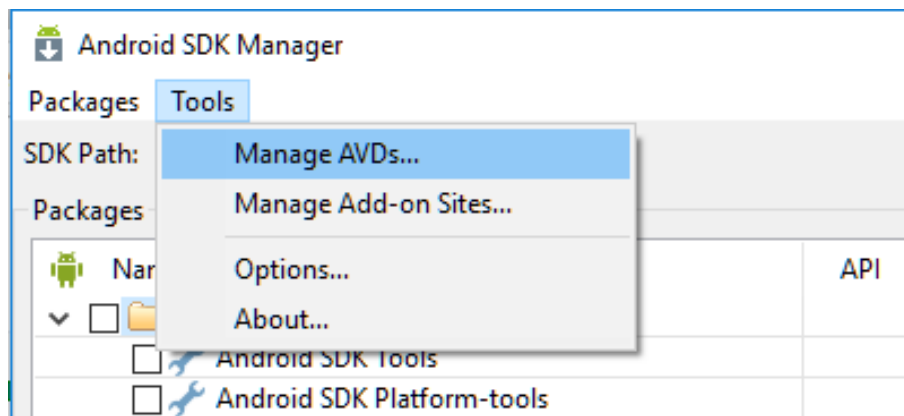 Android SDK Manager
Packages Tools
SDK Path: Manage AVDs...
Manage Add-on Sites...
Packages
Options...
API
About...
Android SDK Tools
Android SDK Platform-tools